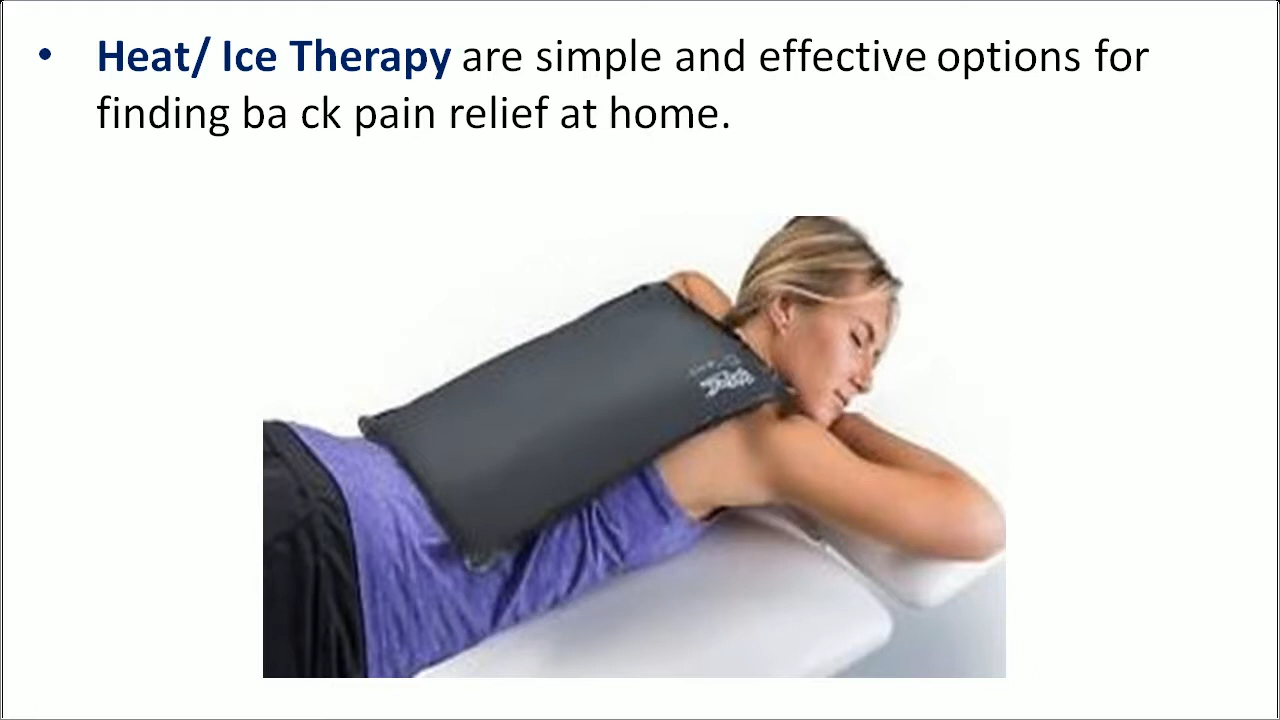 • Heat/ Ice Therapy are simple and effective options for
finding ba ck pain relief at home.